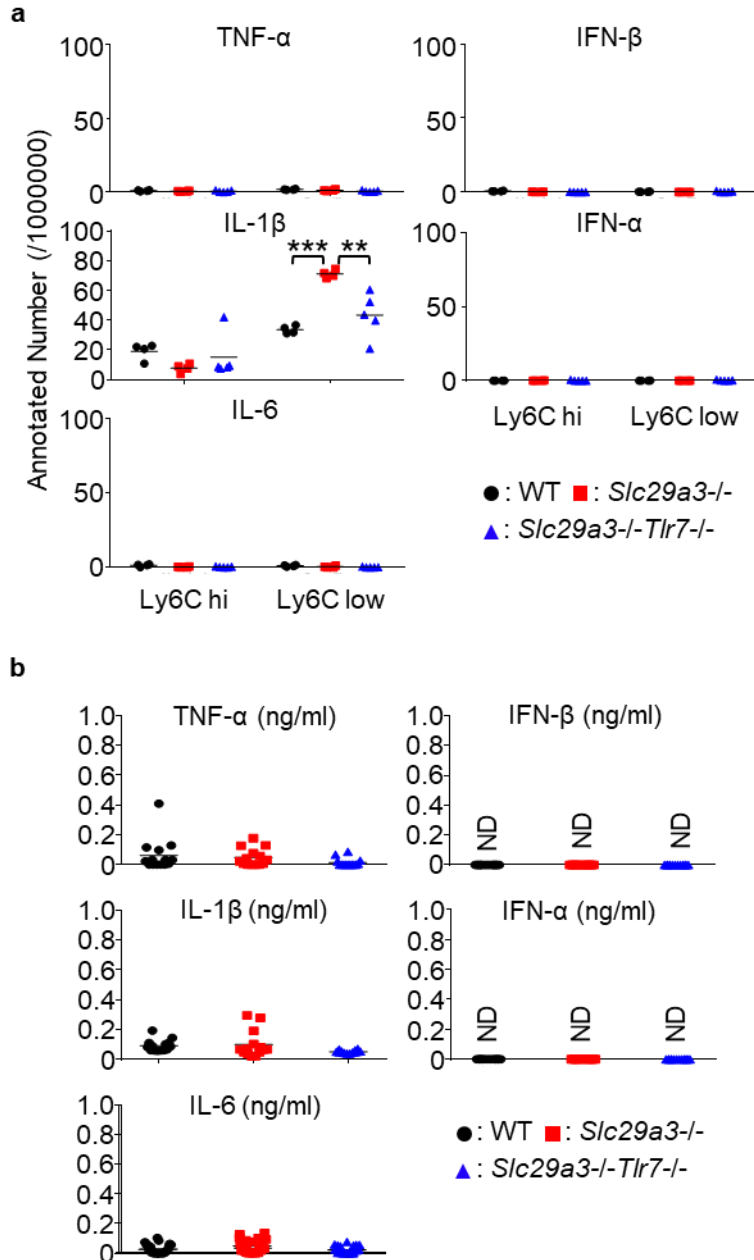 a
TNF-α
IFN-β
Annotated Number (/1000000)
100
50
0
100
50
0
IL-1β
IFN-α
100
80
60
40
20
0
*** **
100
50
0
Ly6C hi Ly6C low
IL-6
100
50
0
Ly6C hi Ly6C low
●: WT ■: Slc29a3-/-
▲: Slc29a3-/-Tlr7-/-
b
TNF-α (ng/ml)
1.0
0.8
0.6
0.4
0.2
0
IFN-β (ng/ml)
1.0
0.8
0.6
0.4
0.2
0
ND ND ND
IL-1β (ng/ml)
1.0
0.8
0.6
0.4
0.2
0
IFN-α (ng/ml)
1.0
0.8
0.6
0.4
0.2
0
ND ND ND
IL-6 (ng/ml)
1.0
0.8
0.6
0.4
0.2
0
●: WT ■: Slc29a3-/-
▲: Slc29a3-/-Tlr7-/-